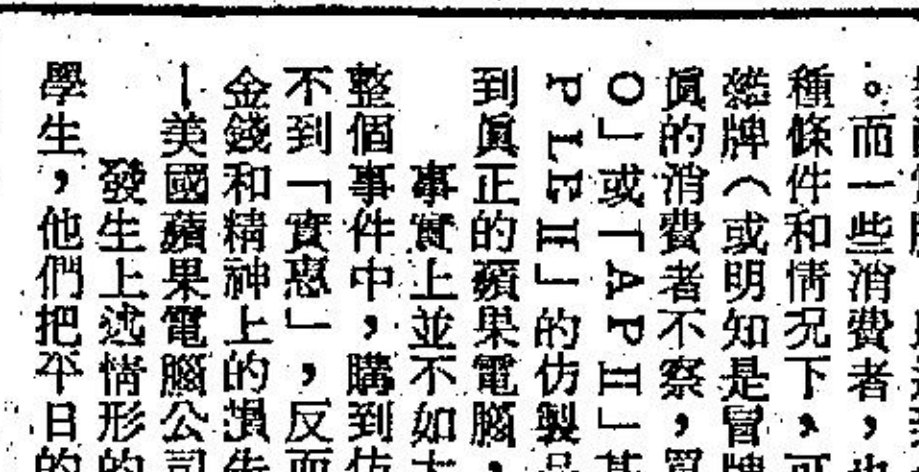 。而一些消費者，
種條件和情况下，可
雜牌（或明知是冒牌
眞的消費者不察，買
O」或「APII」其
PLEII」的仿製品
到眞正的蘋果電腦，
事實上並不如
整個事件中，購到仿
不到「實惠」，反而
金錢和精神上的損失
美國蘋果電腦公司
發生上述情形的
學生，他們把平日的